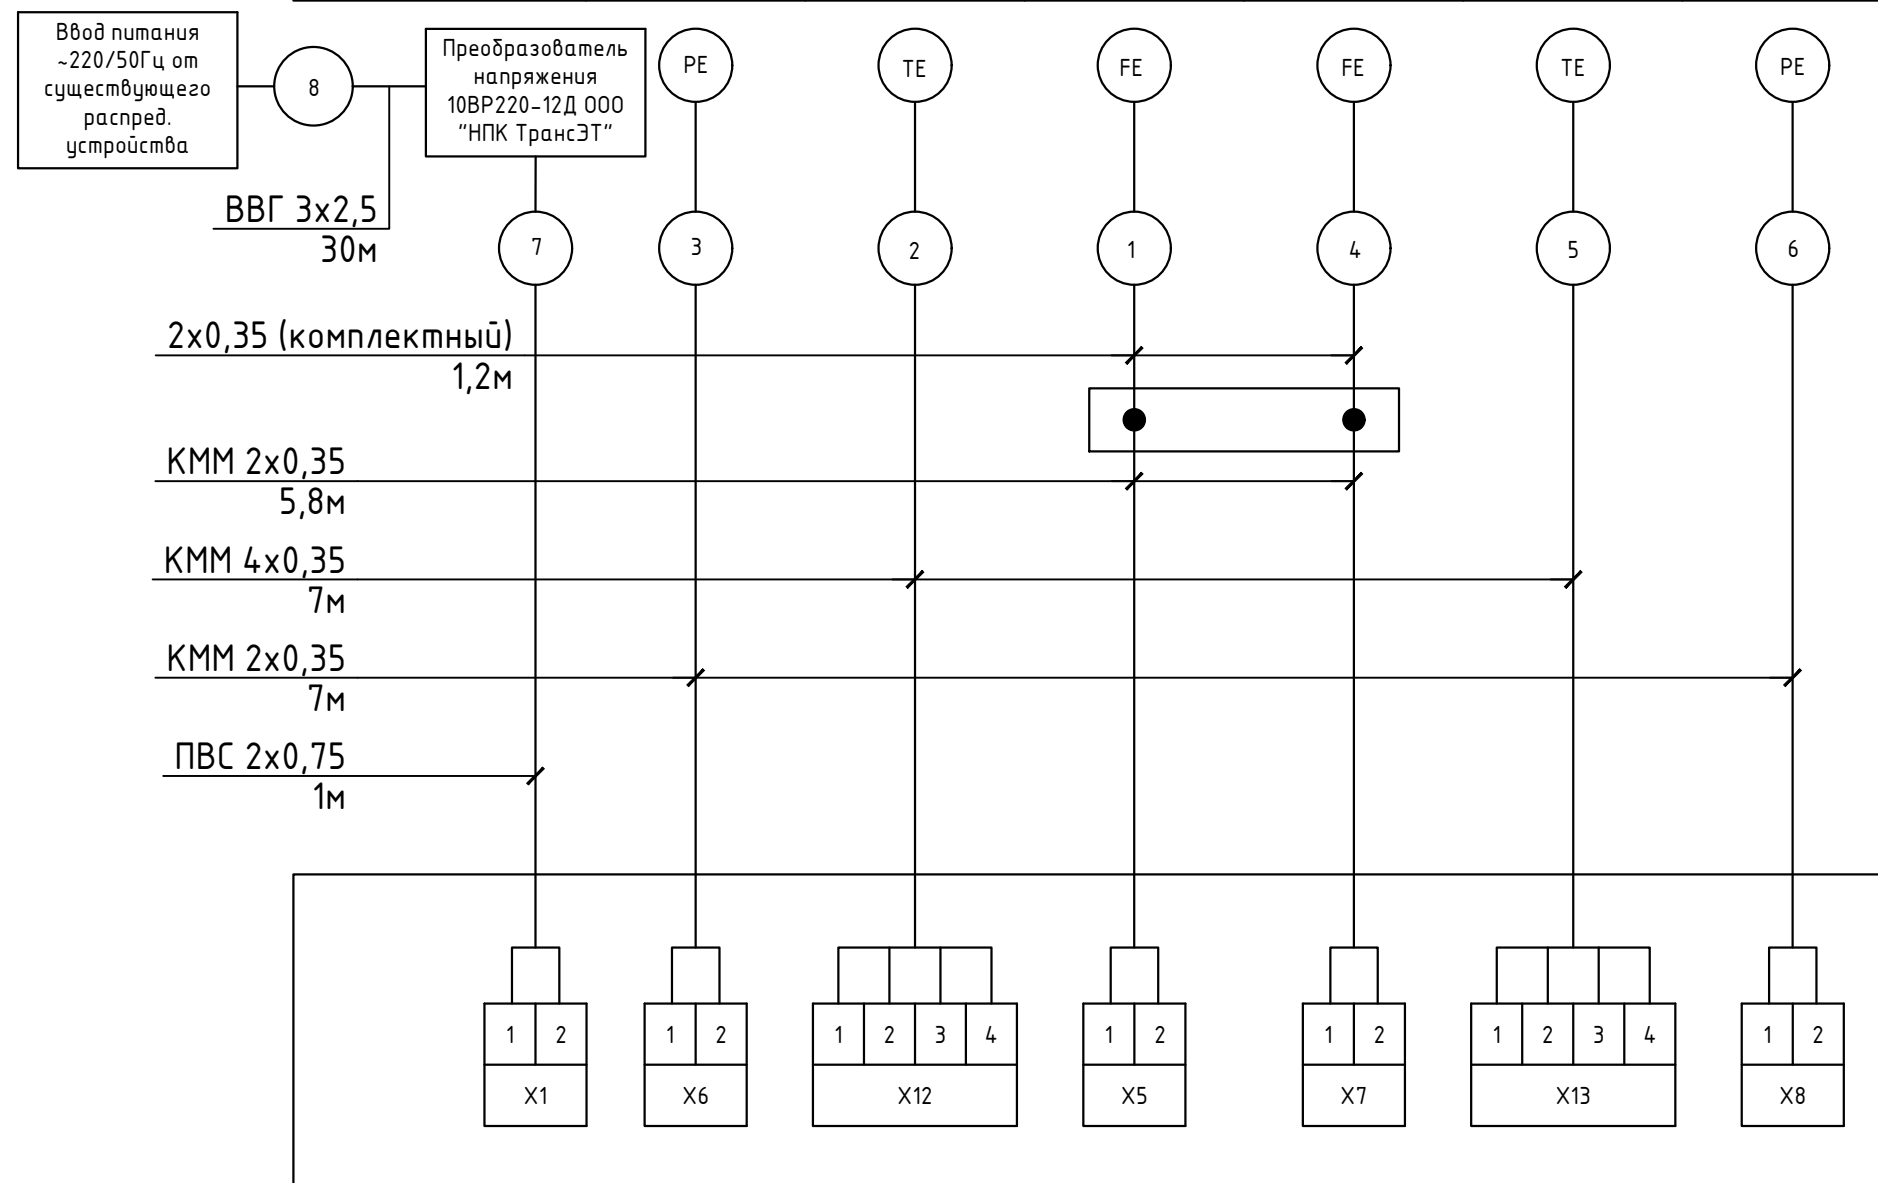 Ввод питания
~220/50Гц от
существующего
распред.
устройства
8
Преобразователь
напряжения
10ВР220-12Д ООО
"НПК ТрансЭТ"
PE
TE
FE
FE
TE
PE
ВВГ 3х2,5
30м
7
3
2
1
4
5
6
2х0,35 (комплектный)
1,2м
КММ 2х0,35
5,8м
КММ 4х0,35
7м
КММ 2х0,35
7м
ПВС 2х0,75
1м
1 2
1 2
1 2 3 4
1 2
1 2
1 2 3 4
1 2
X1
X6
X12
X5
X7
X13
X8